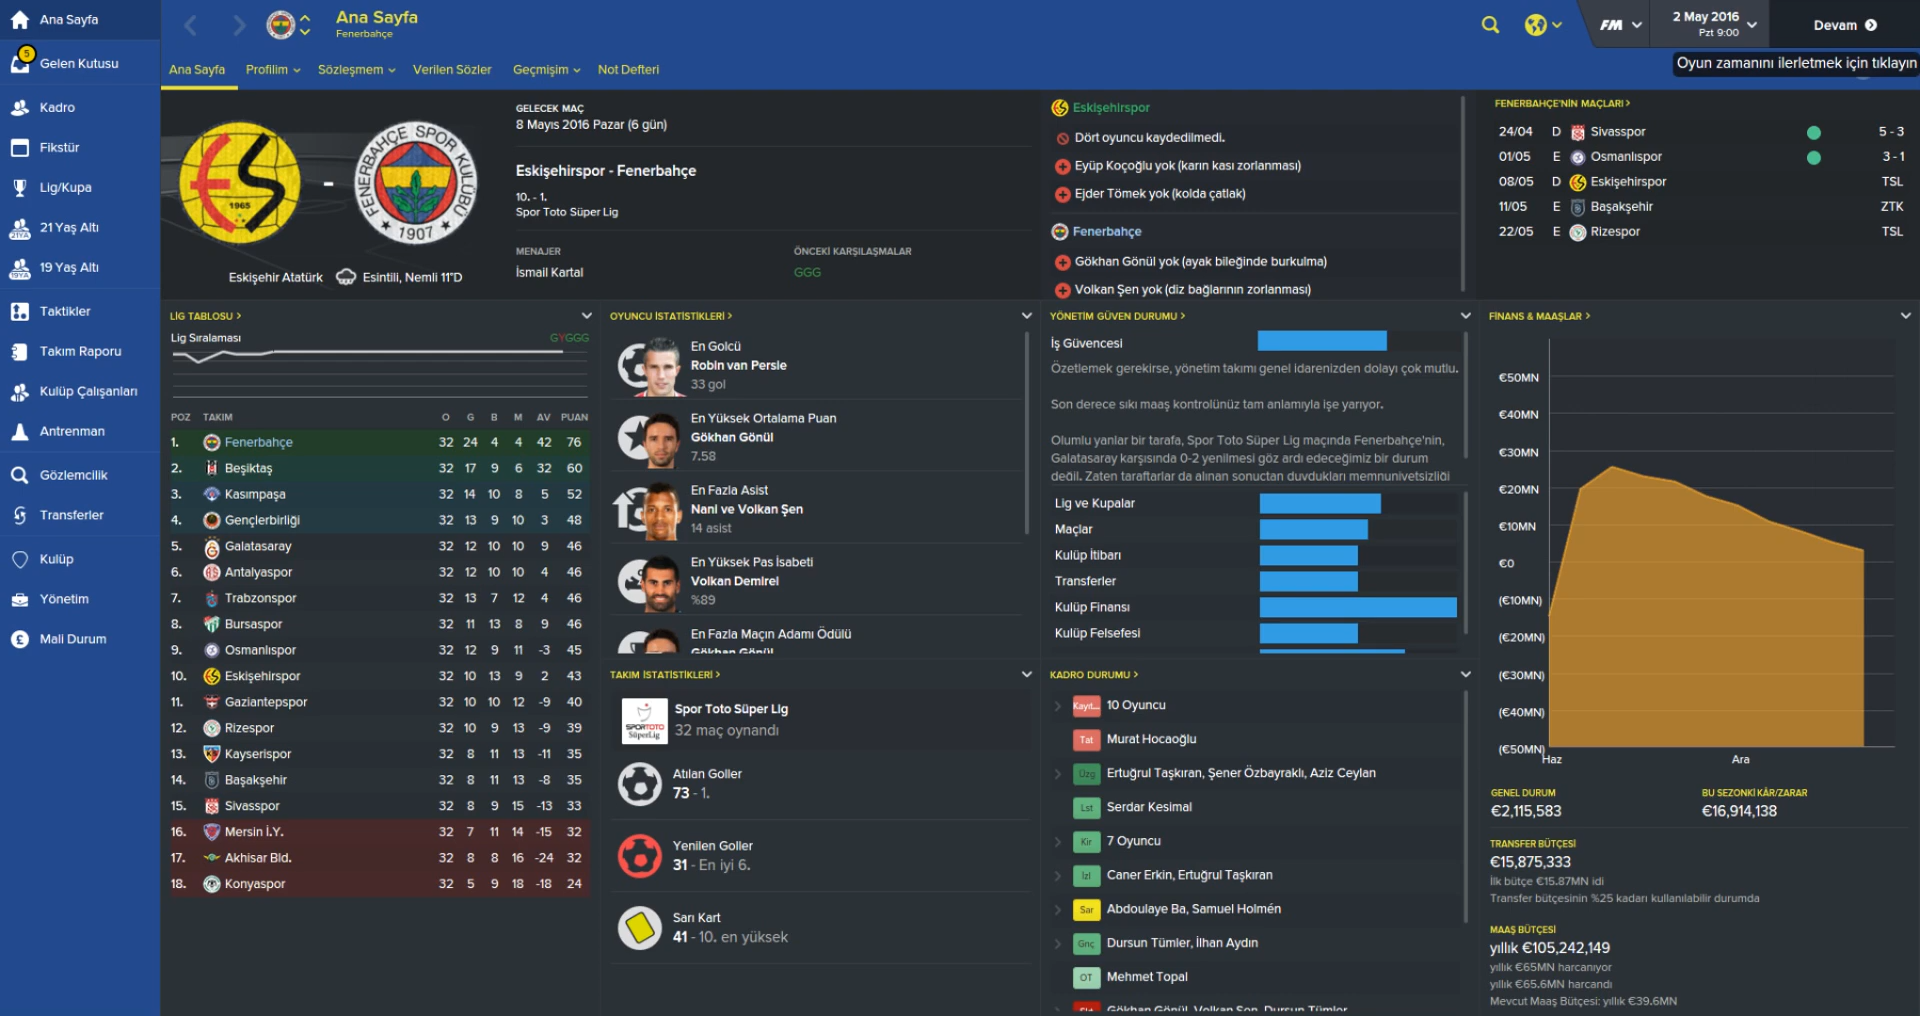 Ana Sayfa
5
Gelen Kutusu
Kadro
Fikstür
Lig/Kupa
21 Yaş Altı
19 Yaş Altı
Taktikler
Takım Raporu
Kulüp Çalışanları
Antrenman
Gözlemcilik
Transferler
Kulüp
Yönetim
Mali Durum
Ana Sayfa
Fenerbahçe
FM
2 May 2016
Pzt 9:00
Devam
Oyun zamanını ilerletmek için tıklayın
Ana Sayfa Profilim Sözleşmem Verilen Sözler Geçmişim Not Defteri
1965
FENERBAHÇE SPOR KULÜBÜ
1907
Eskişehir Atatürk Esintili, Nemli 11°D
GELECEK MAÇ
8 Mayıs 2016 Pazar (6 gün)
Eskişehirspor - Fenerbahçe
10. - 1.
Spor Toto Süper Lig
MENAJER
İsmail Kartal
ÖNCEKİ KARŞILAŞMALAR
GGG
Eskişehirspor
Dört oyuncu kaydedilmedi.
Eyüp Koçoğlu yok (karın kası zorlanması)
Ejder Tömek yok (kolda çatlak)
Fenerbahçe
Gökhan Gönül yok (ayak bileğinde burkulma)
Volkan Şen yok (diz bağlarının zorlanması)
FENERBAHÇE'NİN MAÇLARI
24/04 D Sivasspor 5 - 3
01/05 E Osmanlıspor 3 - 1
08/05 D Eskişehirspor TSL
11/05 E Başakşehir ZTK
22/05 E Rizespor TSL
LİG TABLOSU
Lig Sıralaması GYGGG
POZ TAKIM O G B M AV PUAN
1. Fenerbahçe 32 24 4 4 42 76
2. Beşiktaş 32 17 9 6 32 60
3. Kasımpaşa 32 14 10 8 5 52
4. Gençlerbirliği 32 13 9 10 3 48
5. Galatasaray 32 12 10 10 9 46
6. Antalyaspor 32 12 10 10 4 46
7. Trabzonspor 32 13 7 12 4 46
8. Bursaspor 32 11 13 8 9 46
9. Osmanlıspor 32 12 9 11 -3 45
10. Eskişehirspor 32 10 13 9 2 43
11. Gaziantepspor 32 10 10 12 -9 40
12. Rizespor 32 10 9 13 -9 39
13. Kayserispor 32 8 11 13 -11 35
14. Başakşehir 32 8 11 13 -8 35
15. Sivasspor 32 8 9 15 -13 33
16. Mersin İ.Y. 32 7 11 14 -15 32
17. Akhisar Bld. 32 8 8 16 -24 32
18. Konyaspor 32 5 9 18 -18 24
OYUNCU İSTATİSTİKLERİ
En Golcü
Robin van Persie
33 gol
En Yüksek Ortalama Puan
Gökhan Gönül
7.58
En Fazla Asist
Nani ve Volkan Şen
14 asist
En Yüksek Pas İsabeti
Volkan Demirel
%89
En Fazla Maçın Adamı Ödülü
Gökhan Gönül
TAKIM İSTATİSTİKLERİ
SPORTOTO
SüperLig
Spor Toto Süper Lig
32 maç oynandı
Atılan Goller
73 - 1.
Yenilen Goller
31 - En iyi 6.
Sarı Kart
41 - 10. en yüksek
YÖNETİM GÜVEN DURUMU
İş Güvencesi
Özetlemek gerekirse, yönetim takımı genel idarenizden dolayı çok mutlu.
Son derece sıkı maaş kontrolünüz tam anlamıyla işe yarıyor.
Olumlu yanlar bir tarafa, Spor Toto Süper Lig maçında Fenerbahçe'nin,
Galatasaray karşısında 0-2 yenilmesi göz ardı edeceğimiz bir durum
değil. Zaten taraftarlar da alınan sonuçtan duydukları memnuniyetsizliği
Lig ve Kupalar
Maçlar
Kulüp İtibarı
Transferler
Kulüp Finansı
Kulüp Felsefesi
KADRO DURUMU
Kayıt... 10 Oyuncu
Tat Murat Hocaoğlu
Üzg Ertuğrul Taşkıran, Şener Özbayraklı, Aziz Ceylan
Lst Serdar Kesimal
Kir 7 Oyuncu
İzl Caner Erkin, Ertuğrul Taşkıran
Sar Abdoulaye Ba, Samuel Holmén
Gnç Dursun Tümler, İlhan Aydın
OT Mehmet Topal
Gökhan Gönül, Volkan Şen, Dursun Tümler
FİNANS & MAAŞLAR
€50MN
€40MN
€30MN
€20MN
€10MN
€0
(€10MN)
(€20MN)
(€30MN)
(€40MN)
(€50MN)
Haz Ara
GENEL DURUM
€2,115,583
BU SEZONKİ KÂR/ZARAR
€16,914,138
TRANSFER BÜTÇESİ
€15,875,333
İlk bütçe €15.87MN idi
Transfer bütçesinin %25 kadarı kullanılabilir durumda
MAAŞ BÜTÇESİ
yıllık €105,242,149
yıllık €65MN harcanıyor
yıllık €65.6MN harcandı
Mevcut Maaş Bütçesi: yıllık €39.6MN